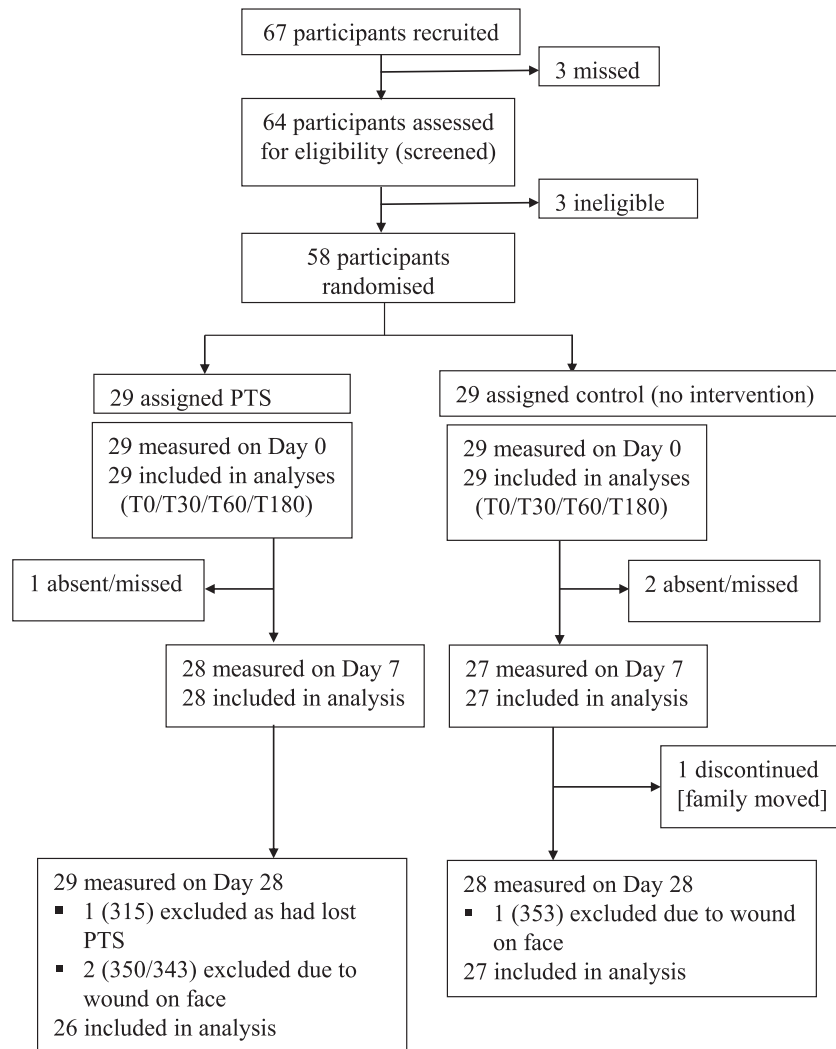 67 participants recruited
3 missed
64 participants assessed
for eligibility (screened)
3 ineligible
58 participants
randomised
29 assigned PTS
29 assigned control (no intervention)
29 measured on Day 0
29 included in analyses
(T0/T30/T60/T180)
29 measured on Day 0
29 included in analyses
(T0/T30/T60/T180)
1 absent/missed
2 absent/missed
28 measured on Day 7
28 included in analysis
27 measured on Day 7
27 included in analysis
1 discontinued
[family moved]
29 measured on Day 28
▪ 1 (315) excluded as had lost
PTS
▪ 2 (350/343) excluded due to
wound on face
26 included in analysis
28 measured on Day 28
▪ 1 (353) excluded due to wound
on face
27 included in analysis